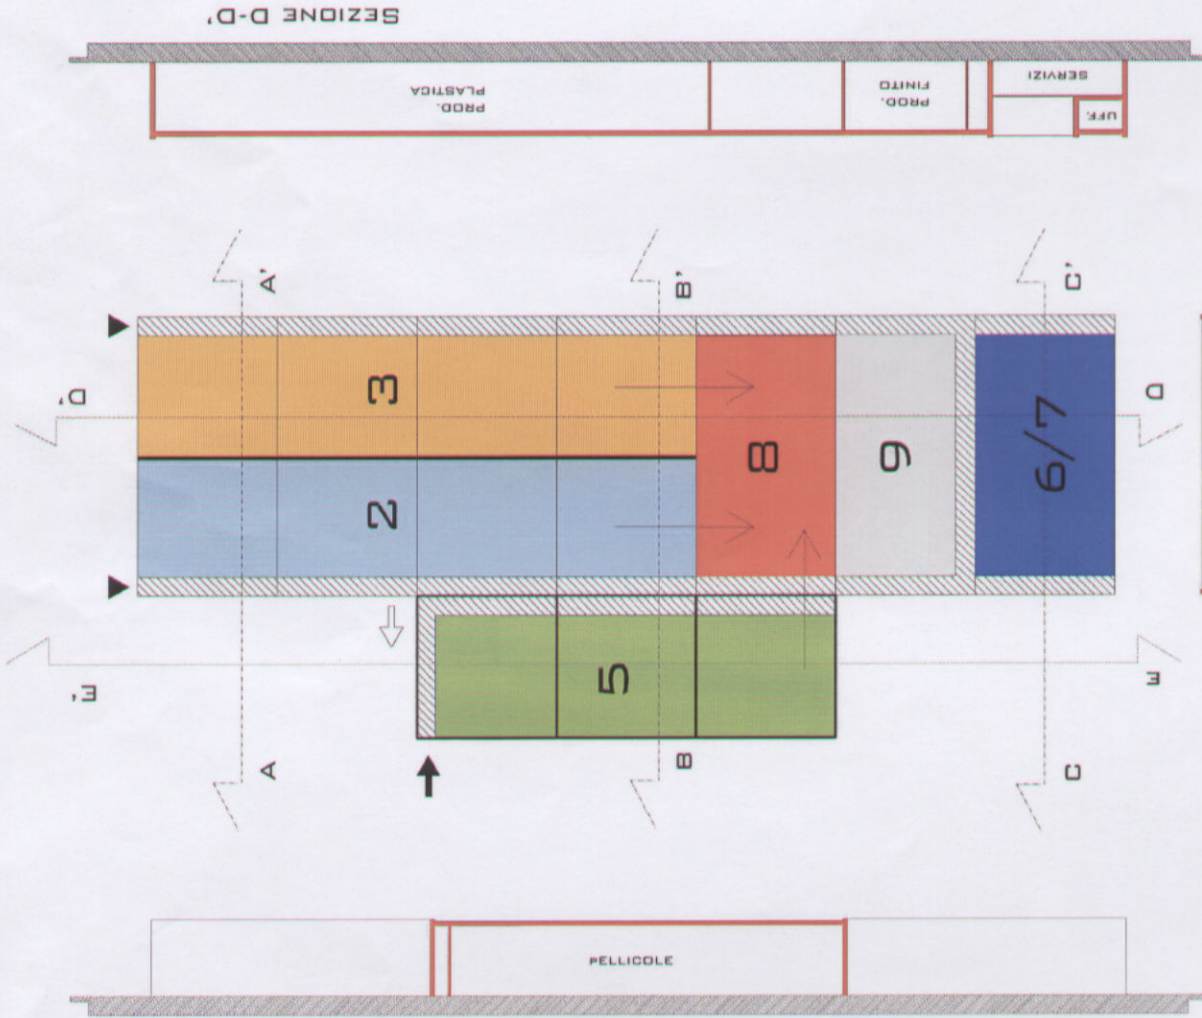 SEZIONE D-D'
PROD.
PLASTICA
PROD.
FINITO
SERVIZI
UFF.
A'
B'
C'
D'
D
3
2
8
9
6/7
5
E'
E
A
B
C
PELLICOLE